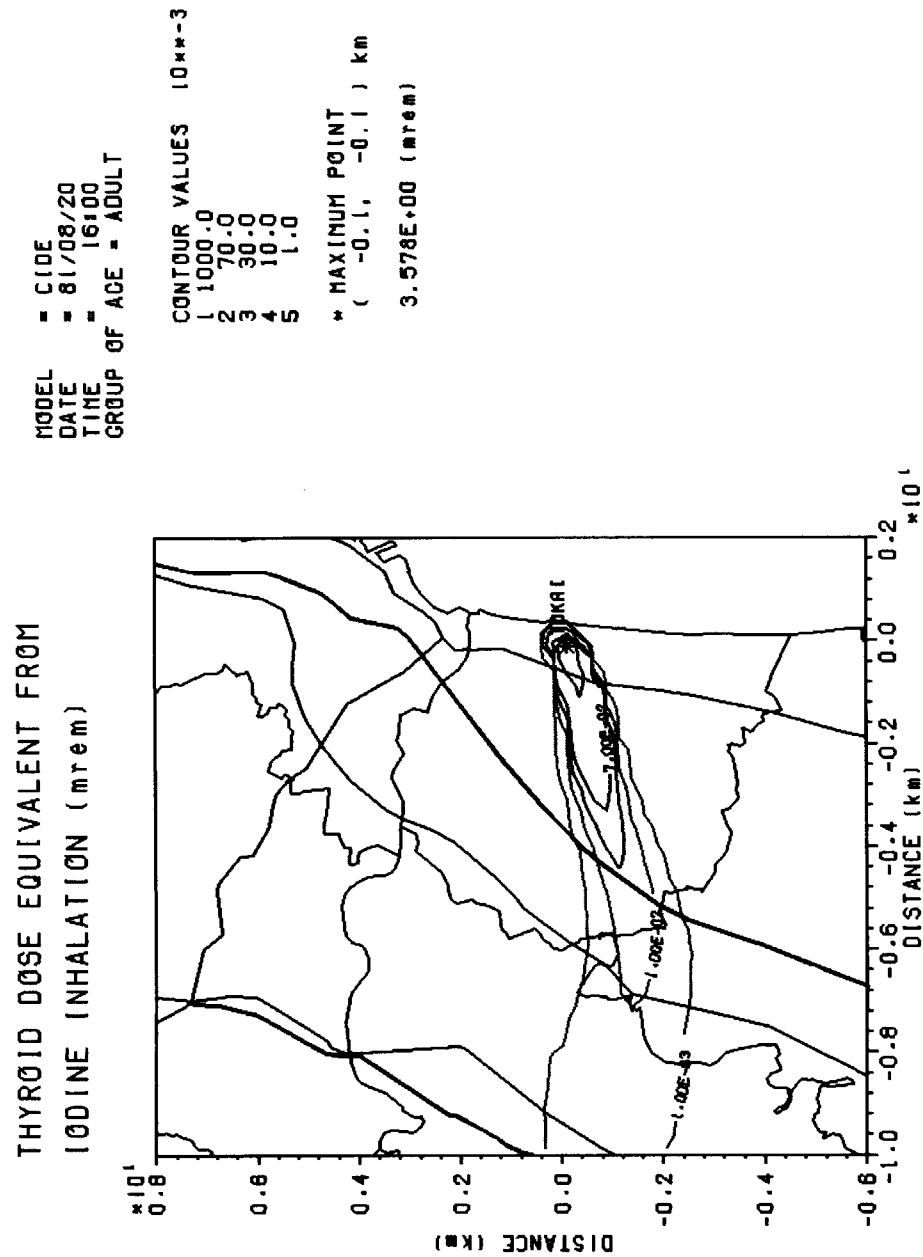 THYROID DOSE EQUIVALENT FROM
IODINE INHALATION (mrem)
MODEL = CIDE
DATE = 81/08/20
TIME = 16:00
GROUP OF AGE = ADULT
CONTOUR VALUES 10**-3
1 1000.0
2 70.0
3 30.0
4 10.0
5 1.0
* MAXIMUM POINT
( -0.1, -0.1 ) km
3.578E+00 (mrem)
*10¹
0.8
0.6
0.4
0.2
0.0
-0.2
-0.4
-0.6
DISTANCE (km)
TOKAI
7.00E-02
1.00E-02
1.00E-03
-1.0 -0.8 -0.6 -0.4 -0.2 0.0 0.2
*10¹
DISTANCE (km)